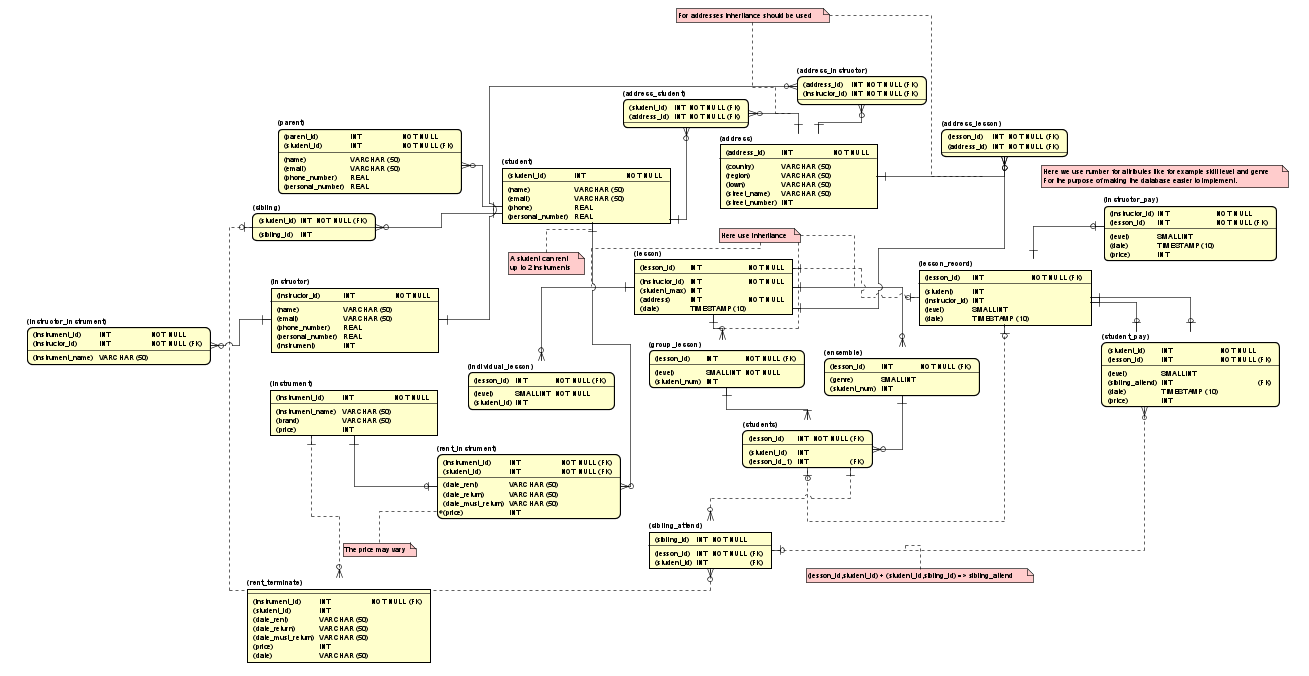 For addresses inheritance should be used
(address_instructor)
(address_id) INT NOT NULL (FK)
(instructor_id) INT NOT NULL (FK)
(address_student)
(student_id) INT NOT NULL (FK)
(address_id) INT NOT NULL (FK)
(address_lesson)
(lesson_id) INT NOT NULL (FK)
(address_id) INT NOT NULL (FK)
(parent)
(parent_id) INT NOT NULL
(student_id) INT NOT NULL (FK)
(name) VARCHAR (50)
(email) VARCHAR (50)
(phone_number) REAL
(personal_number) REAL
(address)
(address_id) INT NOT NULL
(country) VARCHAR (50)
(region) VARCHAR (50)
(town) VARCHAR (50)
(street_name) VARCHAR (50)
(street_number) INT
(student)
(student_id) INT NOT NULL
(name) VARCHAR (50)
(email) VARCHAR (50)
(phone) REAL
(personal_number) REAL
Here we use number for attributes like for example skill level and genre
For the purpose of making the database easier to implement.
(sibling)
(student_id) INT NOT NULL (FK)
(sibling_id) INT
(instructor_pay)
(instructor_id) INT NOT NULL
(lesson_id) INT NOT NULL (FK)
(level) SMALLINT
(date) TIMESTAMP (10)
(price) INT
Here use inheritance
A student can rent
up to 2 instuments
(lesson)
(lesson_id) INT NOT NULL
(instructor_id) INT NOT NULL
(student_max) INT
(address) INT NOT NULL
(date) TIMESTAMP (10)
(lesson_record)
(lesson_id) INT NOT NULL (FK)
(student) INT
(instructor_id) INT
(level) SMALLINT
(date) TIMESTAMP (10)
(instructor)
(instructor_id) INT NOT NULL
(name) VARCHAR (50)
(email) VARCHAR (50)
(phone_number) REAL
(personal_number) REAL
(instrument) INT
(instructor_instrument)
(instrument_id) INT NOT NULL
(instructor_id) INT NOT NULL (FK)
(instrument_name) VARCHAR (50)
(student_pay)
(student_id) INT NOT NULL
(lesson_id) INT NOT NULL (FK)
(level) SMALLINT
(sibling_attend) INT (FK)
(date) TIMESTAMP (10)
(price) INT
(group_lesson)
(lesson_id) INT NOT NULL (FK)
(level) SMALLINT NOT NULL
(student_num) INT
(ensemble)
(lesson_id) INT NOT NULL (FK)
(genre) SMALLINT
(student_num) INT
(individual_lesson)
(lesson_id) INT NOT NULL (FK)
(level) SMALLINT NOT NULL
(student_id) INT
(instrument)
(instrument_id) INT NOT NULL
(instrument_name) VARCHAR (50)
(brand) VARCHAR (50)
(price) INT
(students)
(lesson_id) INT NOT NULL (FK)
(student_id) INT
(lesson_id_1) INT (FK)
(rent_instrument)
(instrument_id) INT NOT NULL (FK)
(student_id) INT NOT NULL (FK)
(date_rent) VARCHAR (50)
(date_return) VARCHAR (50)
(date_must_return) VARCHAR (50)
(price) INT
The price may vary
(sibling_attend)
(sibling_id) INT NOT NULL
(lesson_id) INT NOT NULL (FK)
(student_id) INT (FK)
(lesson_id,student_id) + (student_id,sibling_id) => sibling_attend
(rent_terminate)
(instrument_id) INT NOT NULL (FK)
(student_id) INT
(date_rent) VARCHAR (50)
(date_return) VARCHAR (50)
(date_must_return) VARCHAR (50)
(price) INT
(date) VARCHAR (50)